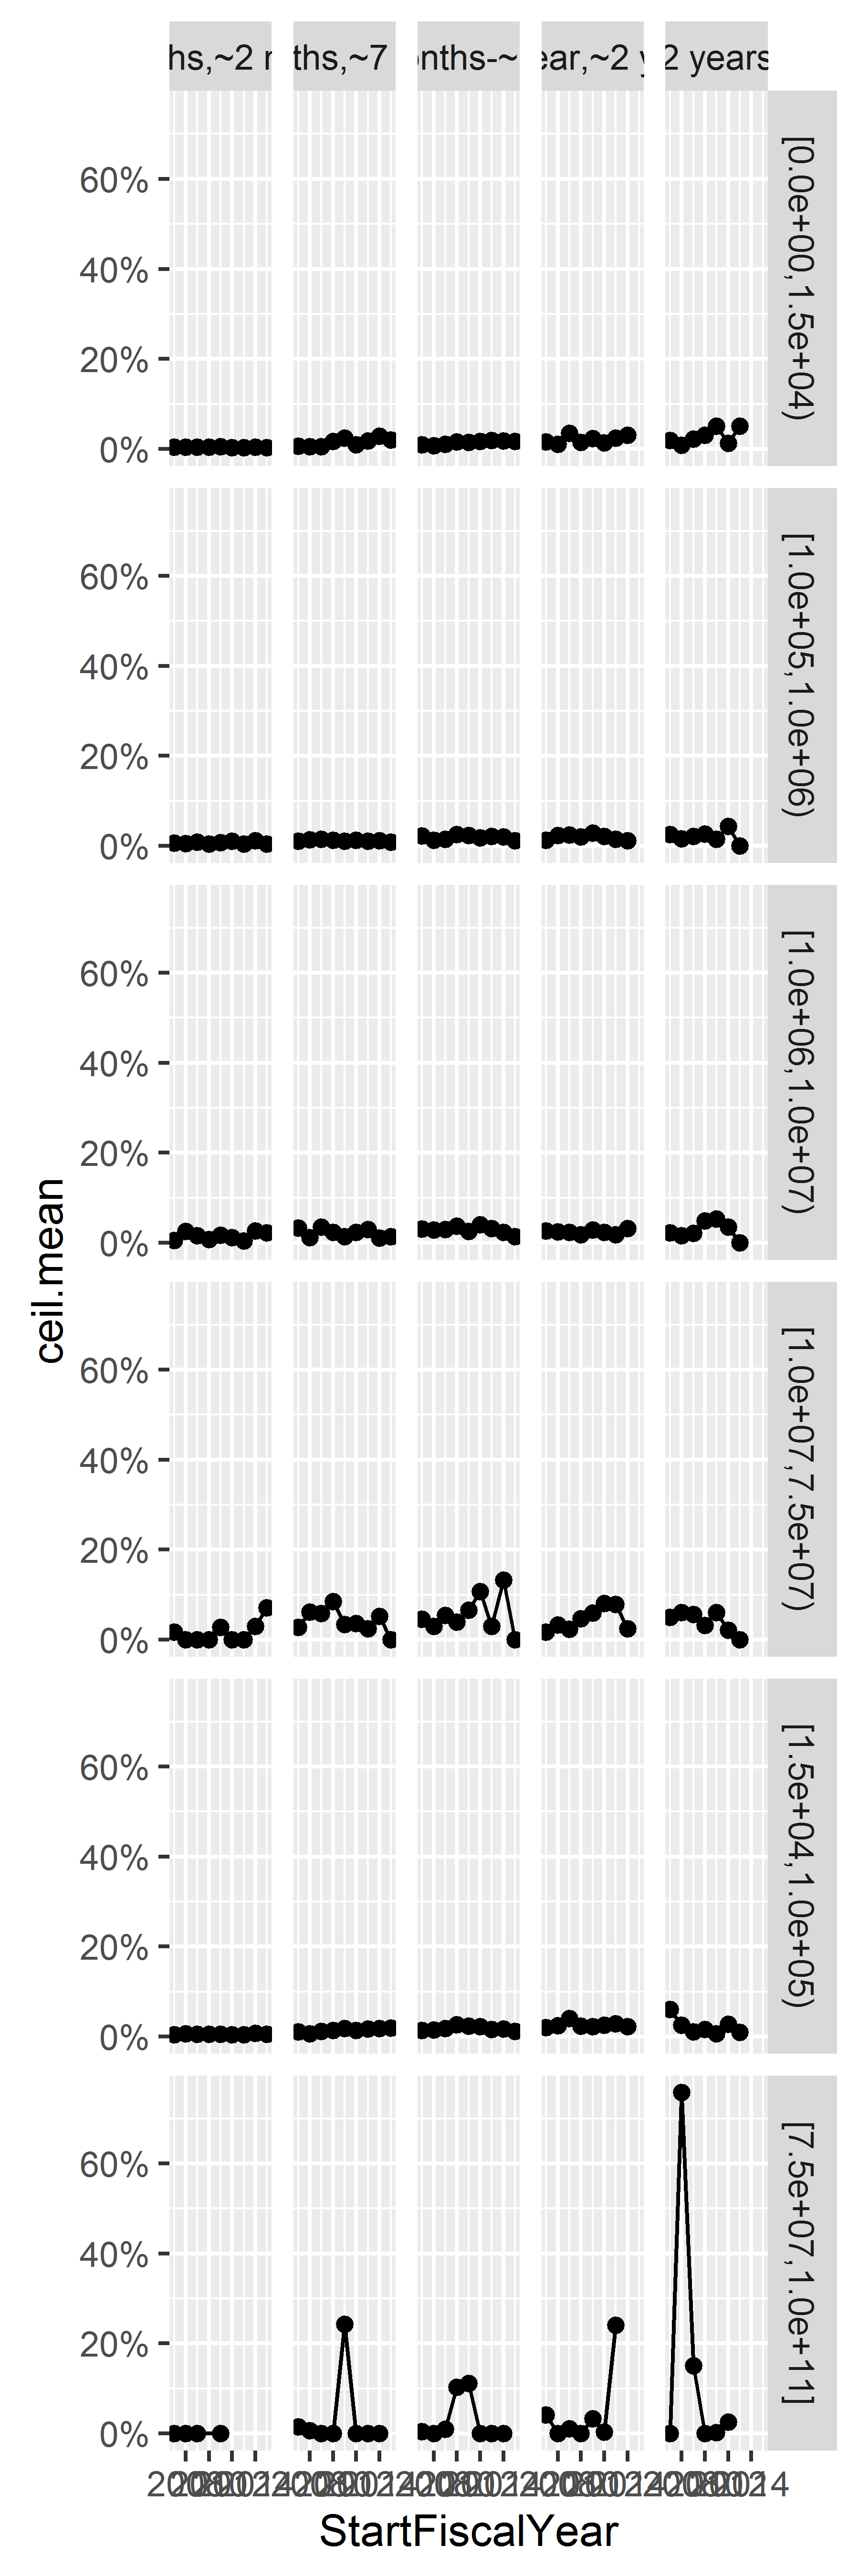 hs,~2 r
ths,~7
onths-~
ear,~2 y
2 years
[0.0e+00,1.5e+04)
60%
40%
20%
0%
[1.0e+05,1.0e+06)
60%
40%
20%
0%
[1.0e+06,1.0e+07)
60%
40%
20%
0%
[1.0e+07,7.5e+07)
60%
40%
20%
0%
[1.5e+04,1.0e+05)
60%
40%
20%
0%
[7.5e+07,1.0e+11]
60%
40%
20%
0%
ceil.mean
StartFiscalYear